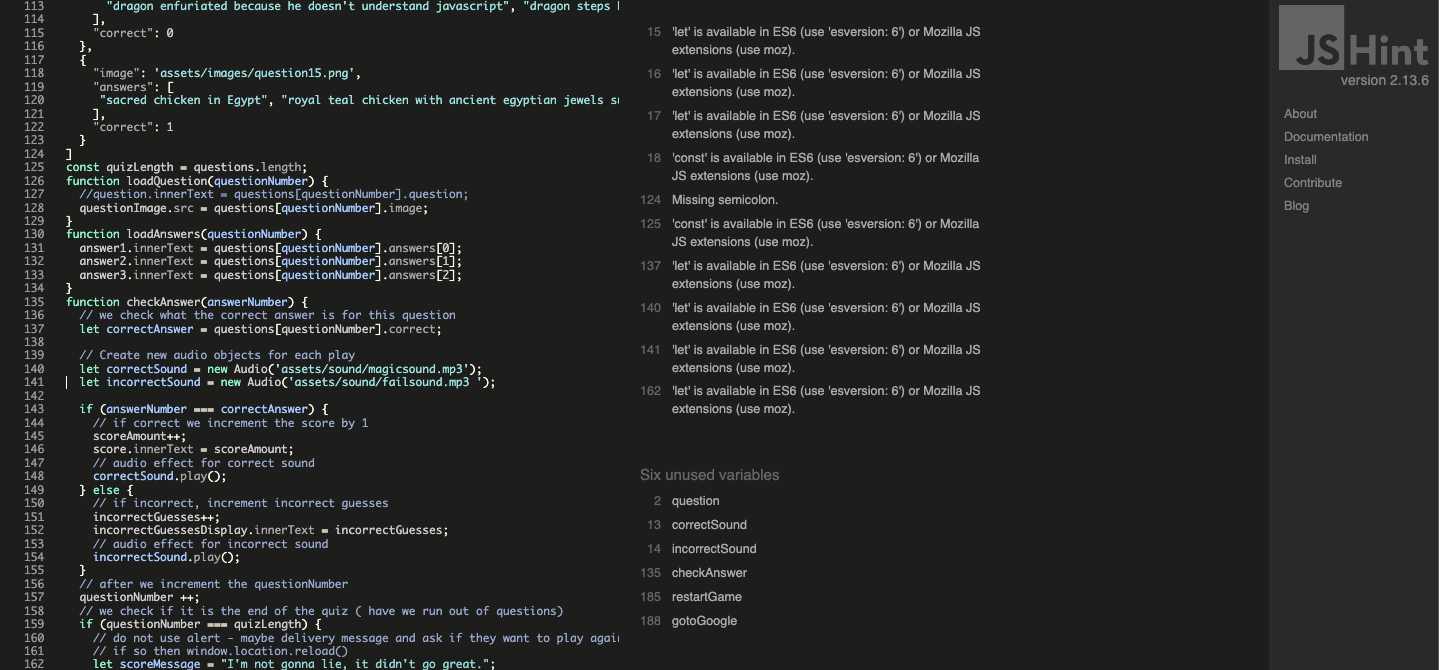 113 "dragon enfuriated because he doesn't understand javascript", "dragon steps
114 ],
115 "correct": 0
116 },
117 {
118 "image": 'assets/images/question15.png',
119 "answers": [
120 "sacred chicken in Egypt", "royal teal chicken with ancient egyptian jewels
121 ],
122 "correct": 1
123 }
124 ]
125 const quizLength = questions.length;
126 function loadQuestion(questionNumber) {
127 //question.innerText = questions[questionNumber].question;
128 questionImage.src = questions[questionNumber].image;
129 }
130 function loadAnswers(questionNumber) {
131 answer1.innerText = questions[questionNumber].answers[0];
132 answer2.innerText = questions[questionNumber].answers[1];
133 answer3.innerText = questions[questionNumber].answers[2];
134 }
135 function checkAnswer(answerNumber) {
136 // we check what the correct answer is for this question
137 let correctAnswer = questions[questionNumber].correct;
138
139 // Create new audio objects for each play
140 let correctSound = new Audio('assets/sound/magicsound.mp3');
141 let incorrectSound = new Audio('assets/sound/failsound.mp3 ');
142
143 if (answerNumber === correctAnswer) {
144 // if correct we increment the score by 1
145 scoreAmount++;
146 score.innerText = scoreAmount;
147 // audio effect for correct sound
148 correctSound.play();
149 } else {
150 // if incorrect, increment incorrect guesses
151 incorrectGuesses++;
152 incorrectGuessesDisplay.innerText = incorrectGuesses;
153 // audio effect for incorrect sound
154 incorrectSound.play();
155 }
156 // after we increment the questionNumber
157 questionNumber ++;
158 // we check if it is the end of the quiz ( have we run out of questions)
159 if (questionNumber === quizLength) {
160 // do not use alert - maybe delivery message and ask if they want to play again
161 // if so then window.location.reload()
162 let scoreMessage = "I'm not gonna lie, it didn't go great.";
15 'let' is available in ES6 (use 'esversion: 6') or Mozilla JS
extensions (use moz).
16 'let' is available in ES6 (use 'esversion: 6') or Mozilla JS
extensions (use moz).
17 'let' is available in ES6 (use 'esversion: 6') or Mozilla JS
extensions (use moz).
18 'const' is available in ES6 (use 'esversion: 6') or Mozilla
JS extensions (use moz).
124 Missing semicolon.
125 'const' is available in ES6 (use 'esversion: 6') or Mozilla
JS extensions (use moz).
137 'let' is available in ES6 (use 'esversion: 6') or Mozilla JS
extensions (use moz).
140 'let' is available in ES6 (use 'esversion: 6') or Mozilla JS
extensions (use moz).
141 'let' is available in ES6 (use 'esversion: 6') or Mozilla JS
extensions (use moz).
162 'let' is available in ES6 (use 'esversion: 6') or Mozilla JS
extensions (use moz).
Six unused variables
2 question
13 correctSound
14 incorrectSound
135 checkAnswer
185 restartGame
188 gotoGoogle
JSHint
version 2.13.6
About
Documentation
Install
Contribute
Blog